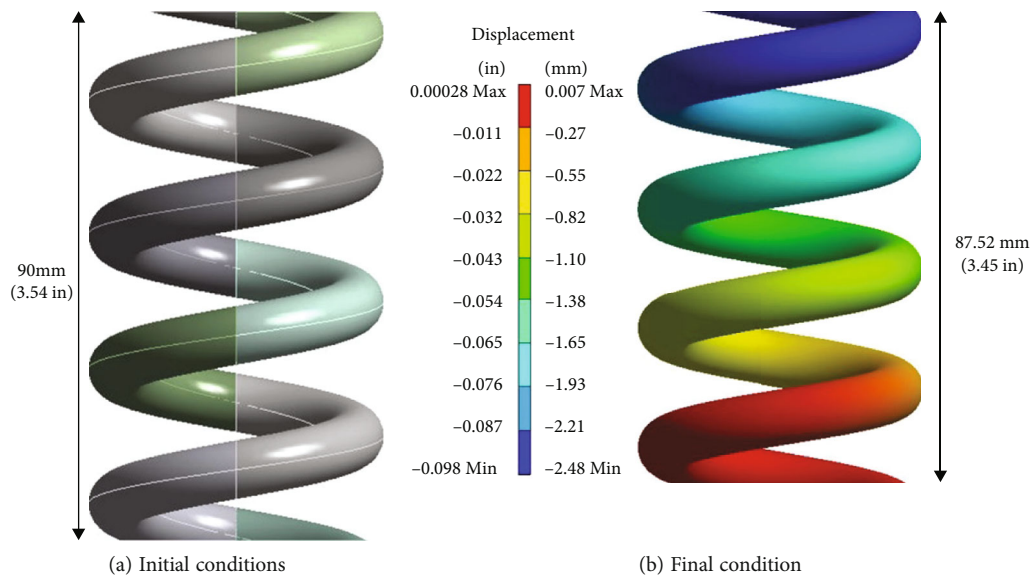 Displacement
(in) (mm)
0.00028 Max 0.007 Max
–0.011 –0.27
–0.022 –0.55
–0.032 –0.82
–0.043 –1.10
–0.054 –1.38
–0.065 –1.65
–0.076 –1.93
–0.087 –2.21
–0.098 Min –2.48 Min
90mm
(3.54 in)
87.52 mm
(3.45 in)
(a) Initial conditions
(b) Final condition